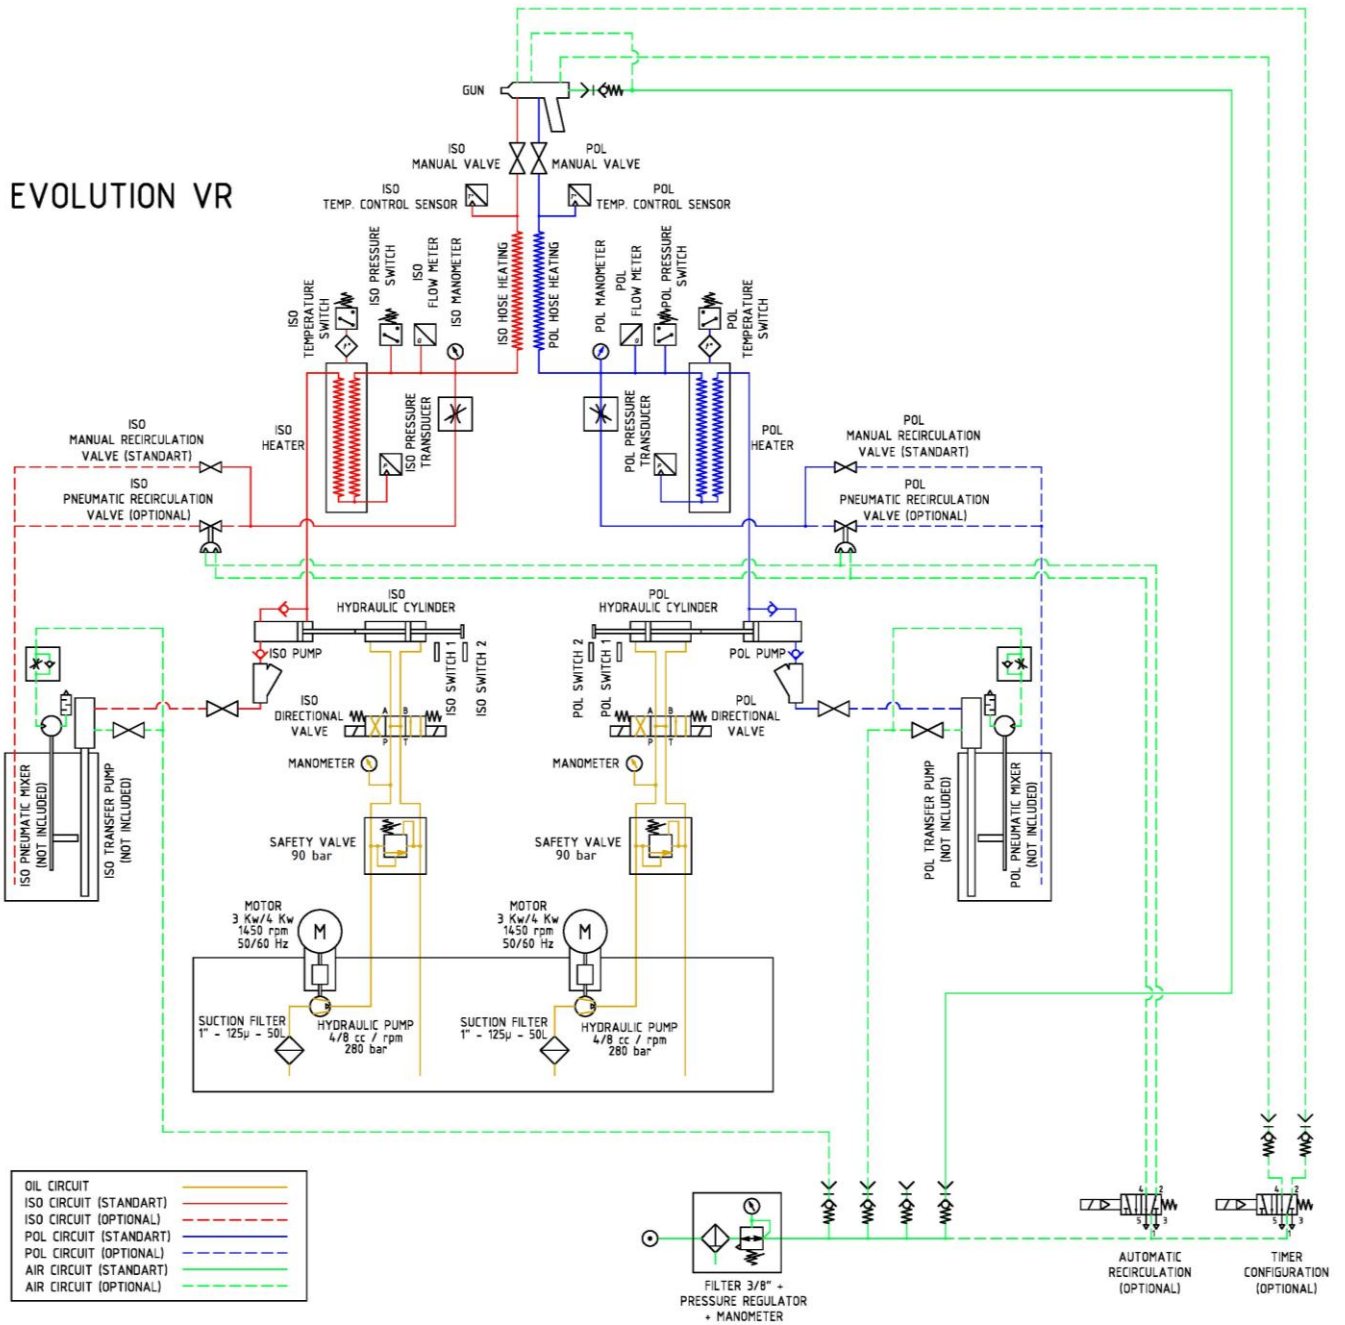 GUN
ISO
MANUAL VALVE
POL
MANUAL VALVE
EVOLUTION VR
ISO
TEMP. CONTROL SENSOR
POL
TEMP. CONTROL SENSOR
ISO
TEMPERATURE
SWITCH
ISO PRESSURE
SWITCH
ISO
FLOW METER
ISO MANOMETER
ISO HOSE HEATING
POL HOSE HEATING
POL MANOMETER
POL
FLOW METER
POL PRESSURE
SWITCH
POL
TEMPERATURE
SWITCH
ISO
HEATER
ISO PRESSURE
TRANSDUCER
POL PRESSURE
TRANSDUCER
POL
HEATER
ISO
MANUAL RECIRCULATION
VALVE (STANDART)
ISO
PNEUMATIC RECIRCULATION
VALVE (OPTIONAL)
POL
MANUAL RECIRCULATION
VALVE (STANDART)
POL
PNEUMATIC RECIRCULATION
VALVE (OPTIONAL)
ISO
HYDRAULIC CYLINDER
POL
HYDRAULIC CYLINDER
ISO PUMP
ISO SWITCH 1
ISO SWITCH 2
POL SWITCH 2
POL SWITCH 1
POL PUMP
ISO
DIRECTIONAL
VALVE
A B
P T
A B
P T
POL
DIRECTIONAL
VALVE
MANOMETER
MANOMETER
ISO PNEUMATIC MIXER
(NOT INCLUDED)
ISO TRANSFER PUMP
(NOT INCLUDED)
SAFETY VALVE
90 bar
SAFETY VALVE
90 bar
POL TRANSFER PUMP
(NOT INCLUDED)
POL PNEUMATIC MIXER
(NOT INCLUDED)
MOTOR
3 Kw/4 Kw
1450 rpm
50/60 Hz
M
MOTOR
3 Kw/4 Kw
1450 rpm
50/60 Hz
M
SUCTION FILTER
1" - 125µ - 50L
HYDRAULIC PUMP
4/8 cc / rpm
280 bar
SUCTION FILTER
1" - 125µ - 50L
HYDRAULIC PUMP
4/8 cc / rpm
280 bar
OIL CIRCUIT
ISO CIRCUIT (STANDART)
ISO CIRCUIT (OPTIONAL)
POL CIRCUIT (STANDART)
POL CIRCUIT (OPTIONAL)
AIR CIRCUIT (STANDART)
AIR CIRCUIT (OPTIONAL)
FILTER 3/8" +
PRESSURE REGULATOR
+ MANOMETER
4 2
5 3
1
AUTOMATIC
RECIRCULATION
(OPTIONAL)
4 2
5 3
1
TIMER
CONFIGURATION
(OPTIONAL)